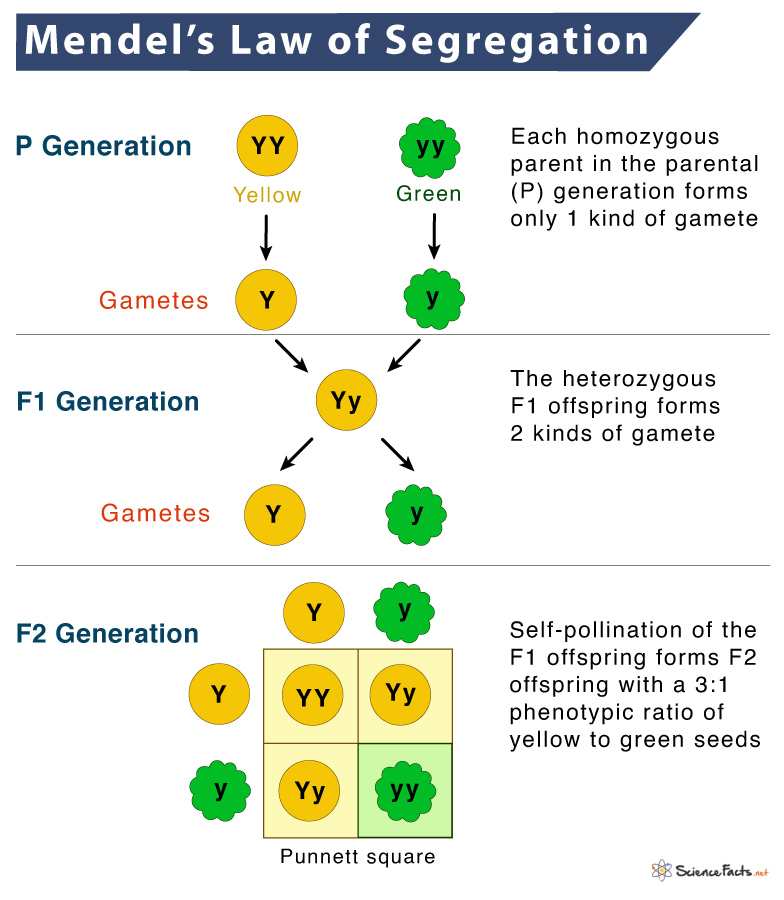 Mendel's Law of Segregation
P Generation
YY
yy
Yellow
Green
Each homozygous
parent in the parental
(P) generation forms
only 1 kind of gamete
Gametes
Y
y
F1 Generation
Yy
The heterozygous
F1 offspring forms
2 kinds of gamete
Gametes
Y
y
F2 Generation
Y
y
Y
YY
Yy
y
Yy
yy
Self-pollination of the
F1 offspring forms F2
offspring with a 3:1
phenotypic ratio of
yellow to green seeds
Punnett square
ScienceFacts.net